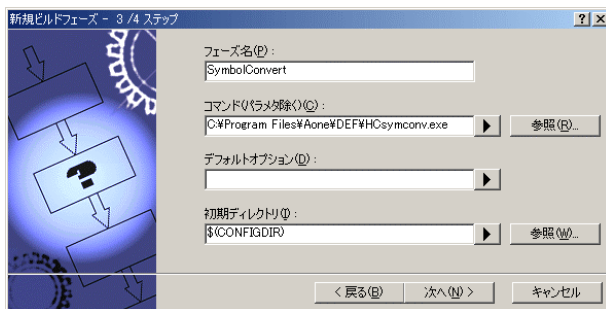 新規ビルドフェーズ - 3 /4 ステップ
フェーズ名(P) :
SymbolConvert
コマンド(パラメタ除く)(C) :
C:¥Program Files¥Aone¥DEF¥HCsymconv.exe
参照(R)...
デフォルトオプション(D) :
初期ディレクトリ(I) :
$(CONFIGDIR)
参照(W)...
< 戻る(B)
次へ(N) >
キャンセル